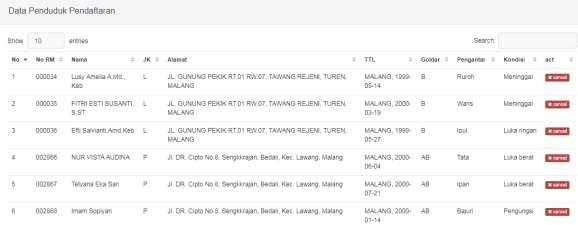 Data Penduduk Pendaftaran
Show 10 entries Search:
No No RM Nama JK Alamat TTL Goldar Pengantar Kondisi act
1 000034 Lusy Amelia A.Md., L JL. GUNUNG PEKIK RT.01 RW.07, TAWANG REJENI, TUREN, MALANG, 1999- B Ruroh Meninggal x cancel
Keb MALANG 08-14
2 000035 FITRI ESTI SUSANTI, L JL. GUNUNG PEKIK RT.01 RW.07, TAWANG REJENI, TUREN, MALANG, 2000- B Waris Meninggal x cancel
S.ST MALANG 03-19
3 000036 Efti Salvianti.Amd Keb L JL. GUNUNG PEKIK RT.01 RW.07, TAWANG REJENI, TUREN, MALANG, 1999- B Ipul Luka ringan x cancel
MALANG 05-27
4 002866 NUR VISTA AUDINA P Jl. DR. Cipto No.8, Sengkkrajan, Bedali, Kec. Lawang, Malang MALANG, 2000- AB Tata Luka berat x cancel
06-04
5 002867 Tetyana Eka Sari P Jl. DR. Cipto No.8, Sengkkrajan, Bedali, Kec. Lawang, Malang MALANG, 2000- AB Ipan Luka berat x cancel
07-21
6 002868 Imam Sopiyan P Jl. DR. Cipto No.8, Sengkkrajan, Bedali, Kec. Lawang, Malang MALANG, 2000- AB Bajuri Pengungsi x cancel
01-14